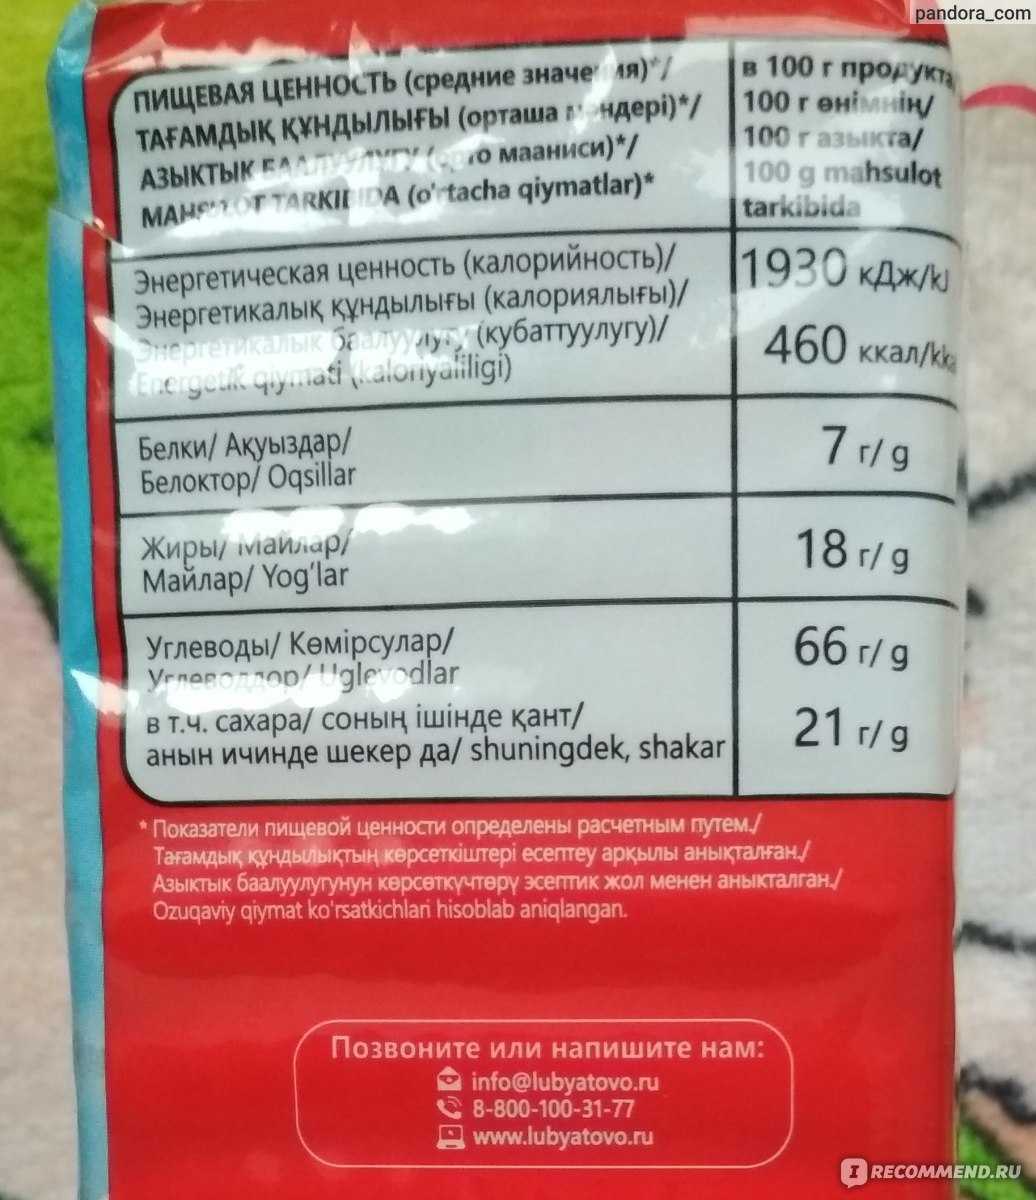 pandora_com
ПИЩЕВАЯ ЦЕННОСТЬ (средние значения)*/
ТАҒАМДЫҚ ҚҰНДЫЛЫҒЫ (орташа мәндері)*/
АЗЫКТЫК БААЛУУЛУГУ (орто мааниси)*/
MAHSULOT TARKIBIDA (o'rtacha qiymatlar)*
в 100 г продукта
100 г өнімнің/
100 г азыкта/
100 g mahsulot
tarkibida
Энергетическая ценность (калорийность)/
Энергетикалық құндылығы (калориялығы)/
Энергетикалык баалуулугу (кубаттуулугу)/
Energetik qiymati (kaloriyaliligi)
1930 кДж/kJ
460 ккал/kka
Белки/ Ақуыздар/
Белоктор/ Oqsillar
7 г/ g
Жиры/ Майлар/
Майлар/ Yog'lar
18 г/ g
Углеводы/ Көмірсулар/
Углеводдор/ Uglevodlar
66 г/ g
в т.ч. сахара/ соның ішінде қант/
анын ичинде шекер да/ shuningdek, shakar
21 г/ g
* Показатели пищевой ценности определены расчетным путем./
Тағамдық құндылықтың көрсеткіштері есептеу арқылы анықталған./
Азыктык баалуулугунун көрсөткүчтөрү эсептик жол менен аныкталган./
Ozuqaviy qiymat ko'rsatkichlari hisoblab aniqlangan.
Позвоните или напишите нам:
info@lubyatovo.ru
8-800-100-31-77
www.lubyatovo.ru
I RECOMMEND.RU